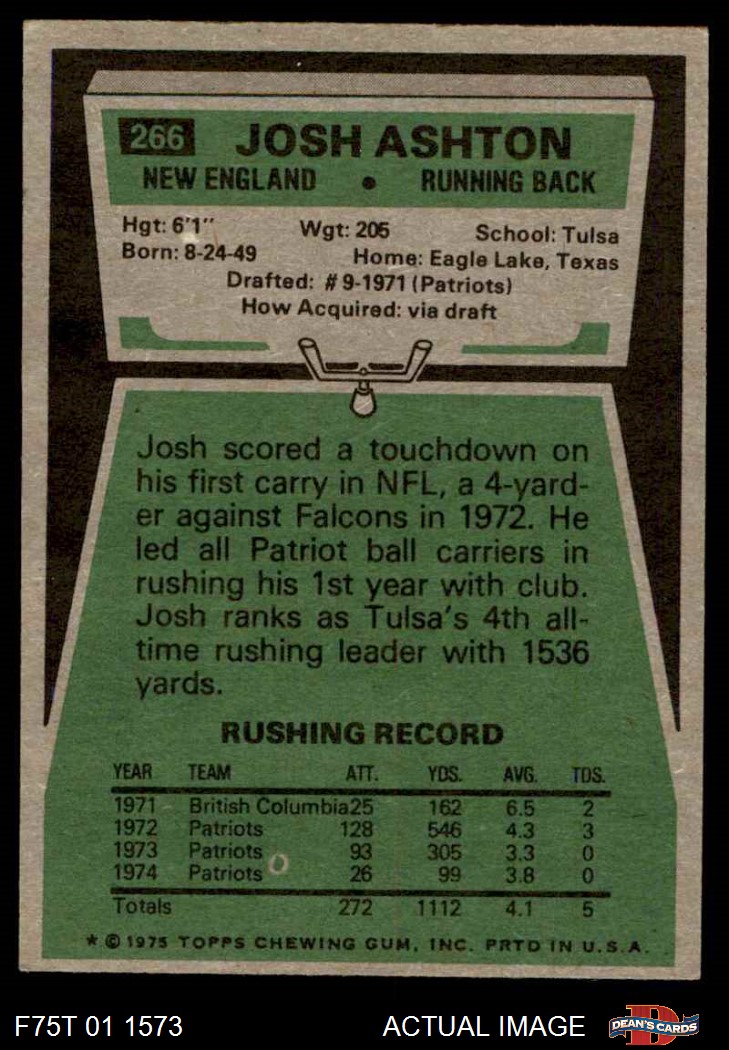 266 JOSH ASHTON
NEW ENGLAND • RUNNING BACK
Hgt: 6'1" Wgt: 205 School: Tulsa
Born: 8-24-49 Home: Eagle Lake, Texas
Drafted: #9-1971 (Patriots)
How Acquired: via draft
Josh scored a touchdown on
his first carry in NFL, a 4-yard-
er against Falcons in 1972. He
led all Patriot ball carriers in
rushing his 1st year with club.
Josh ranks as Tulsa's 4th all-
time rushing leader with 1536
yards.
RUSHING RECORD
YEAR TEAM ATT. YDS. AVG. TDS.
1971 British Columbia 25 162 6.5 2
1972 Patriots 128 546 4.3 3
1973 Patriots 93 305 3.3 0
1974 Patriots 26 99 3.8 0
Totals 272 1112 4.1 5
* © 1975 TOPPS CHEWING GUM, INC. PRTD IN U.S.A.
F75T 01 1573 ACTUAL IMAGE D DEAN'S CARDS